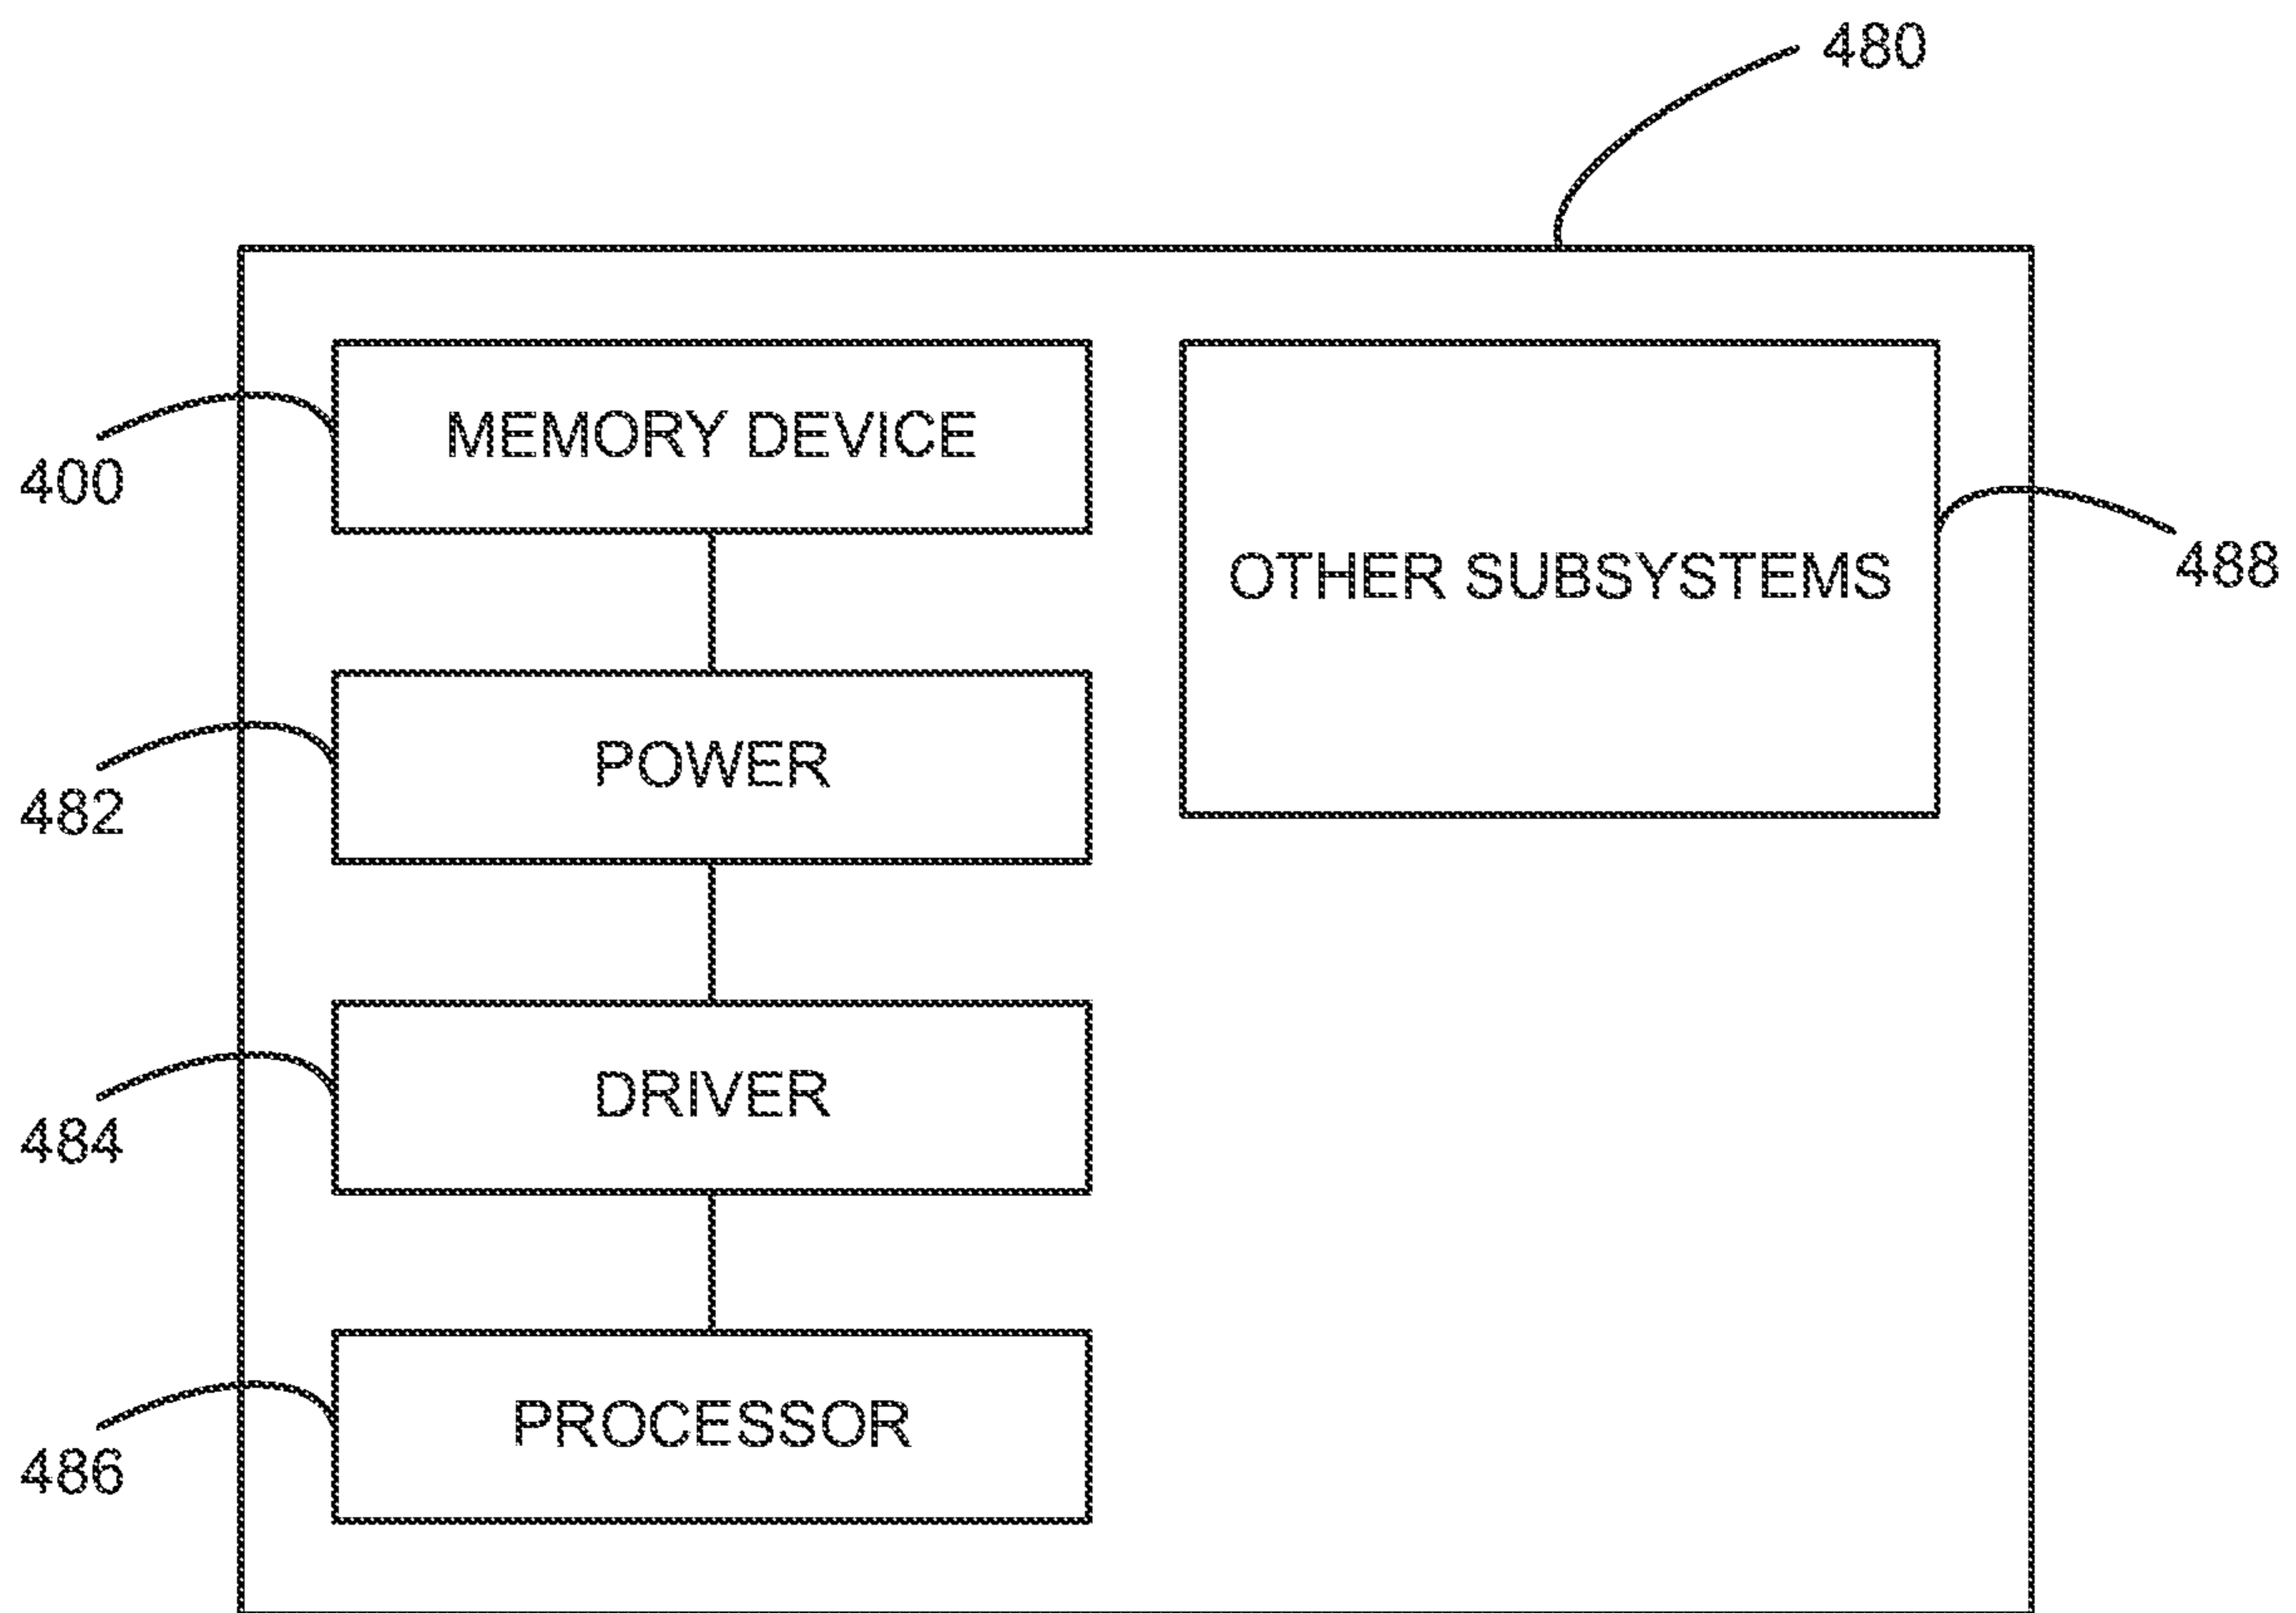 480
MEMORY DEVICE
400
OTHER SUBSYSTEMS
488
POWER
482
DRIVER
484
PROCESSOR
486